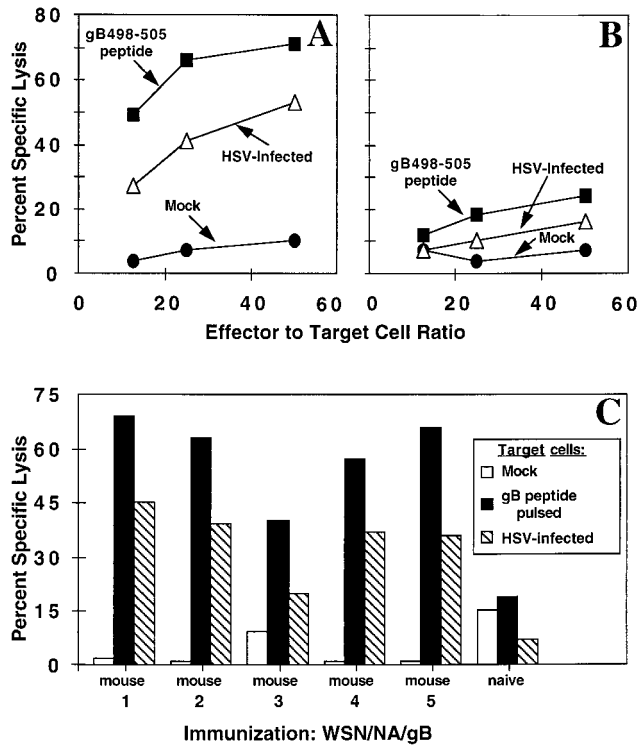 A
80
60
40
20
0
Percent Specific Lysis
gB498-505
peptide
HSV-Infected
Mock
0 20 40 60
B
gB498-505
peptide
HSV-Infected
Mock
0 20 40 60
Effector to Target Cell Ratio
C
75
60
45
30
15
0
Percent Specific Lysis
Target cells:
Mock
gB peptide
pulsed
HSV-infected
mouse mouse mouse mouse mouse naive
1 2 3 4 5
Immunization: WSN/NA/gB